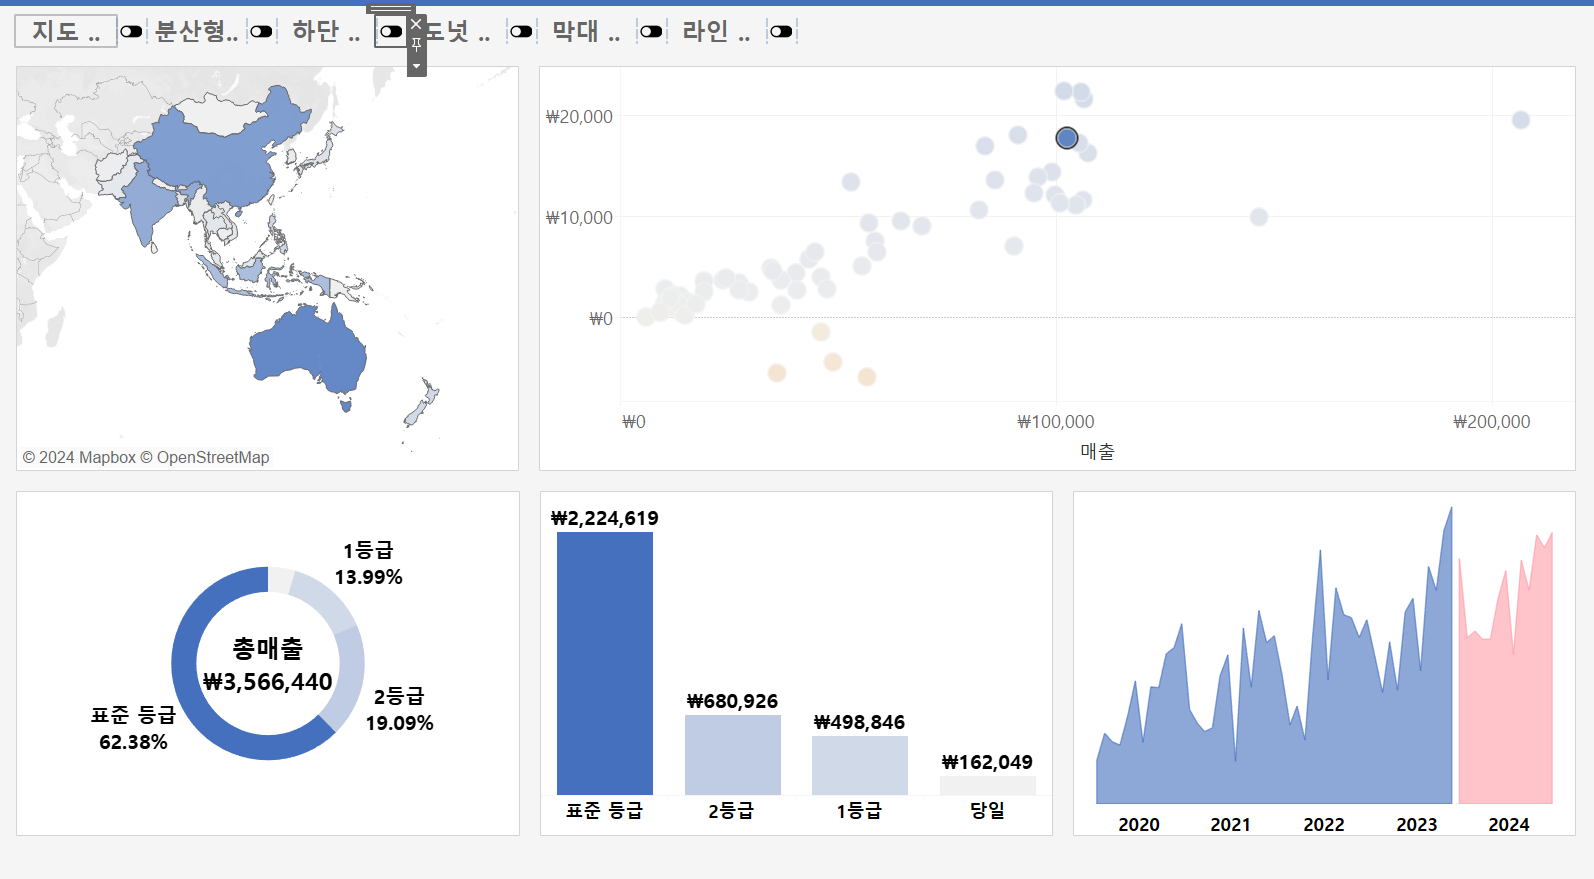 지도 ..
분산형..
하단 ..
도넛 ..
막대 ..
라인 ..
₩20,000
₩10,000
₩0
₩0
₩100,000
₩200,000
매출
© 2024 Mapbox © OpenStreetMap
1등급
13.99%
총매출
₩3,566,440
2등급
19.09%
표준 등급
62.38%
₩2,224,619
₩680,926
₩498,846
₩162,049
표준 등급
2등급
1등급
당일
2020
2021
2022
2023
2024